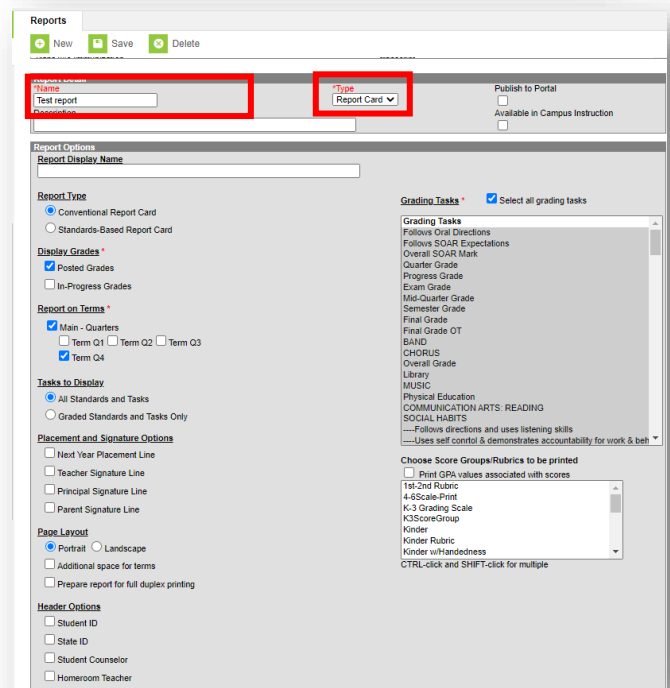 Reports
New Save Delete
Report Detail
*Name *Type Publish to Portal
Test report Report Card
Description Available in Campus Instruction
Report Options
Report Display Name
Report Type
Conventional Report Card
Standards-Based Report Card
Display Grades *
Posted Grades
In-Progress Grades
Report on Terms *
Main - Quarters
Term Q1 Term Q2 Term Q3
Term Q4
Tasks to Display
All Standards and Tasks
Graded Standards and Tasks Only
Placement and Signature Options
Next Year Placement Line
Teacher Signature Line
Principal Signature Line
Parent Signature Line
Page Layout
Portrait Landscape
Additional space for terms
Prepare report for full duplex printing
Header Options
Student ID
State ID
Student Counselor
Homeroom Teacher
Grading Tasks * Select all grading tasks
Grading Tasks
Follows Oral Directions
Follows SOAR Expectations
Overall SOAR Mark
Quarter Grade
Progress Grade
Exam Grade
Mid-Quarter Grade
Semester Grade
Final Grade
Final Grade OT
BAND
CHORUS
Overall Grade
Library
MUSIC
Physical Education
COMMUNICATION ARTS: READING
SOCIAL HABITS
----Follows directions and uses listening skills
----Uses self conrtol & demonstrates accountability for work & beh
Choose Score Groups/Rubrics to be printed
Print GPA values associated with scores
1st-2nd Rubric
4-6Scale-Print
K-3 Grading Scale
K3ScoreGroup
Kinder
Kinder Rubric
Kinder w/Handedness
CTRL-click and SHIFT-click for multiple